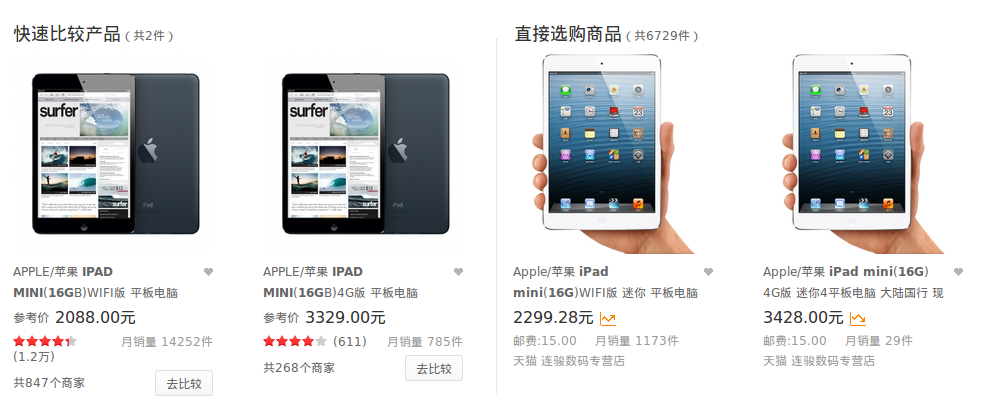 快速比较产品（共2件）
直接选购商品（共6729件）
surfer
surfer
23
23
iPad
iPad
APPLE/苹果 IPAD
MINI(16GB)WIFI版 平板电脑
参考价 2088.00元
月销量 14252件
(1.2万)
共847个商家
去比较
APPLE/苹果 IPAD
MINI(16GB)4G版 平板电脑
参考价 3329.00元
(611) 月销量 785件
共268个商家
去比较
Apple/苹果 iPad
mini(16G)WIFI版 迷你 平板电脑
2299.28元
邮费:15.00 月销量 1173件
天猫 连骏数码专营店
Apple/苹果 iPad mini(16G)
4G版 迷你4平板电脑 大陆国行 现
3428.00元
邮费:15.00 月销量 29件
天猫 连骏数码专营店